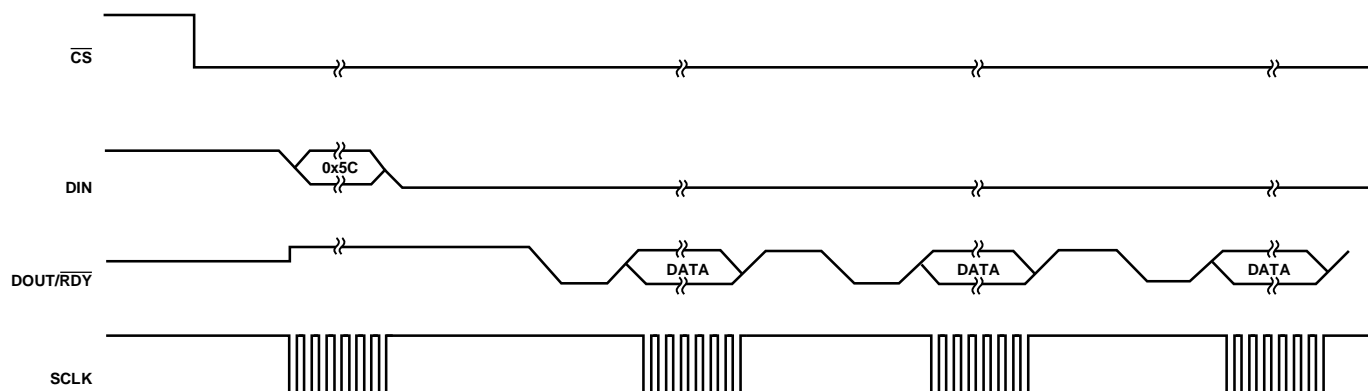 CS
DIN
0x5C
DOUT/RDY
DATA
DATA
DATA
SCLK